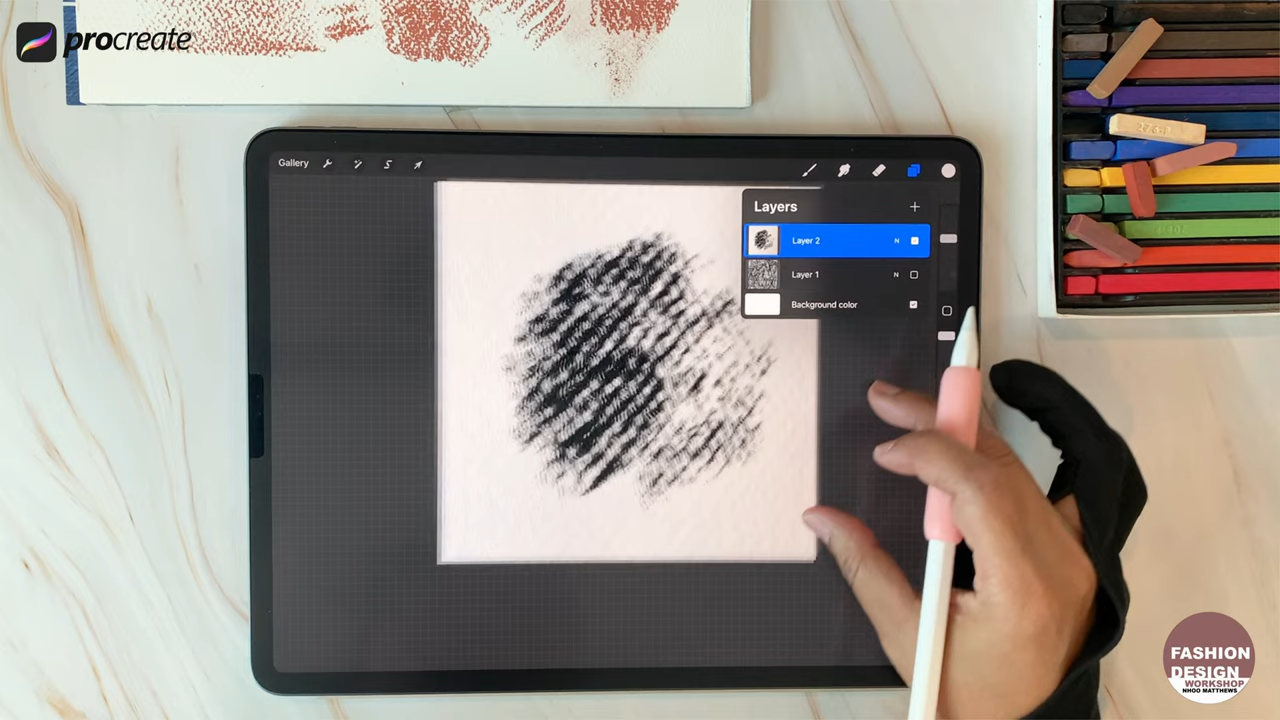 procreate
Gallery
Layers
Layer 2
N
Layer 1
N
Background color
FASHION
DESIGN
WORKSHOP
NHOO MATTHEWS